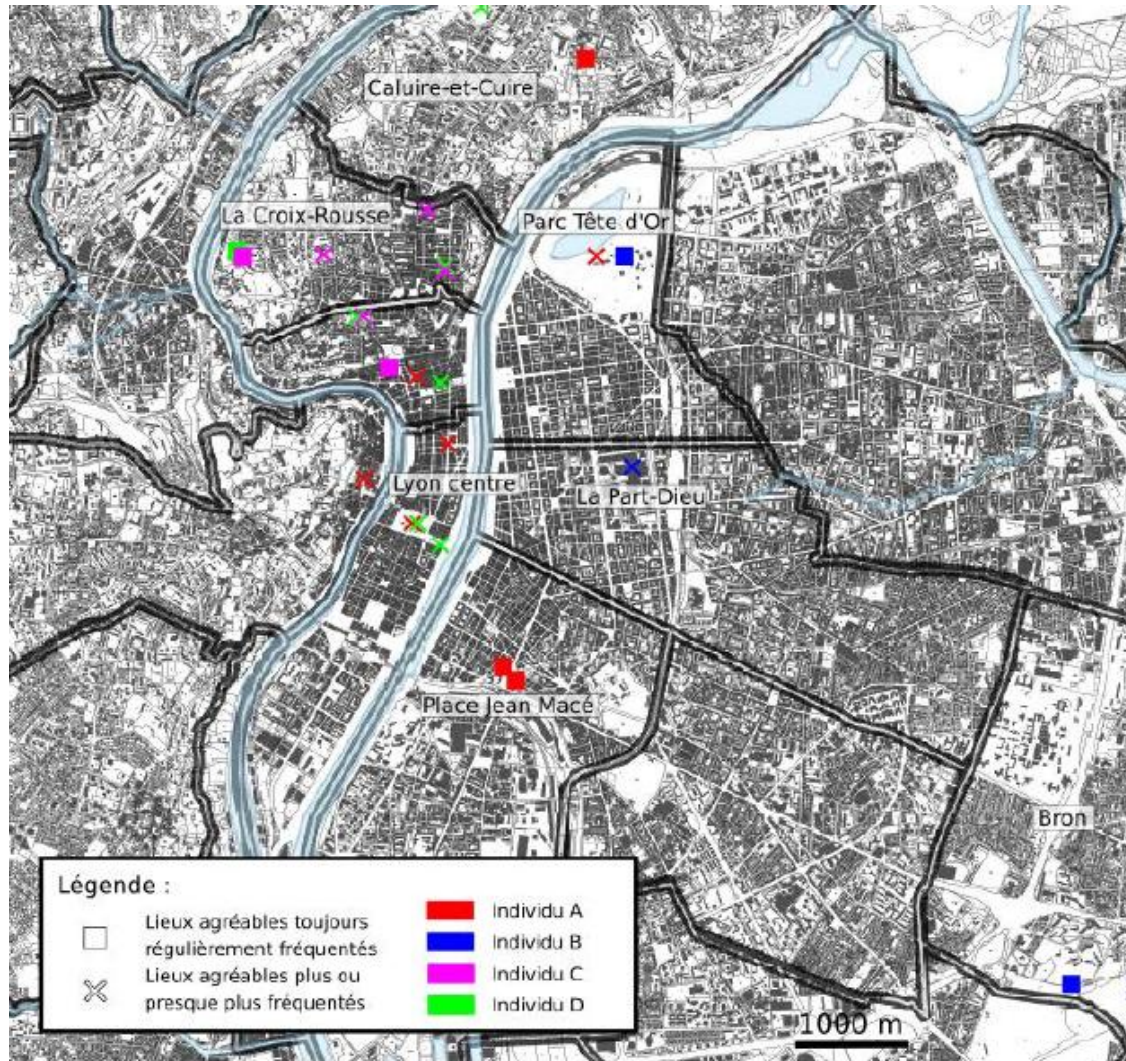 Caluire-et-Cuire
La Croix-Rousse
Parc Tête d'Or
Lyon centre
La Part-Dieu
Place Jean Macé
Bron
Légende :
Lieux agréables toujours
régulièrement fréquentés
Lieux agréables plus ou
presque plus fréquentés
Individu A
Individu B
Individu C
Individu D
1000 m